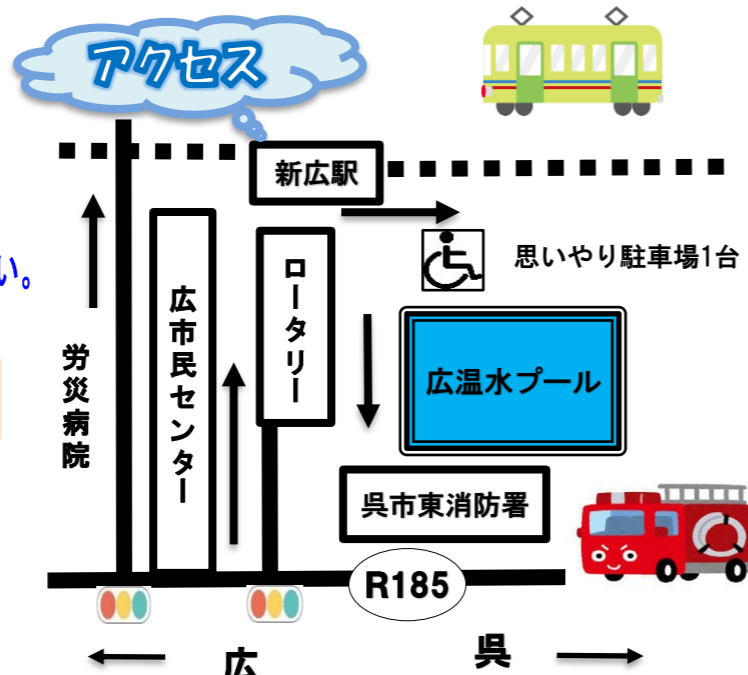 アクセス
新広駅
い。
思いやり駐車場1台
ロータリー
広市民センター
広温水プール
労災病院
呉市東消防署
R185
広
呉